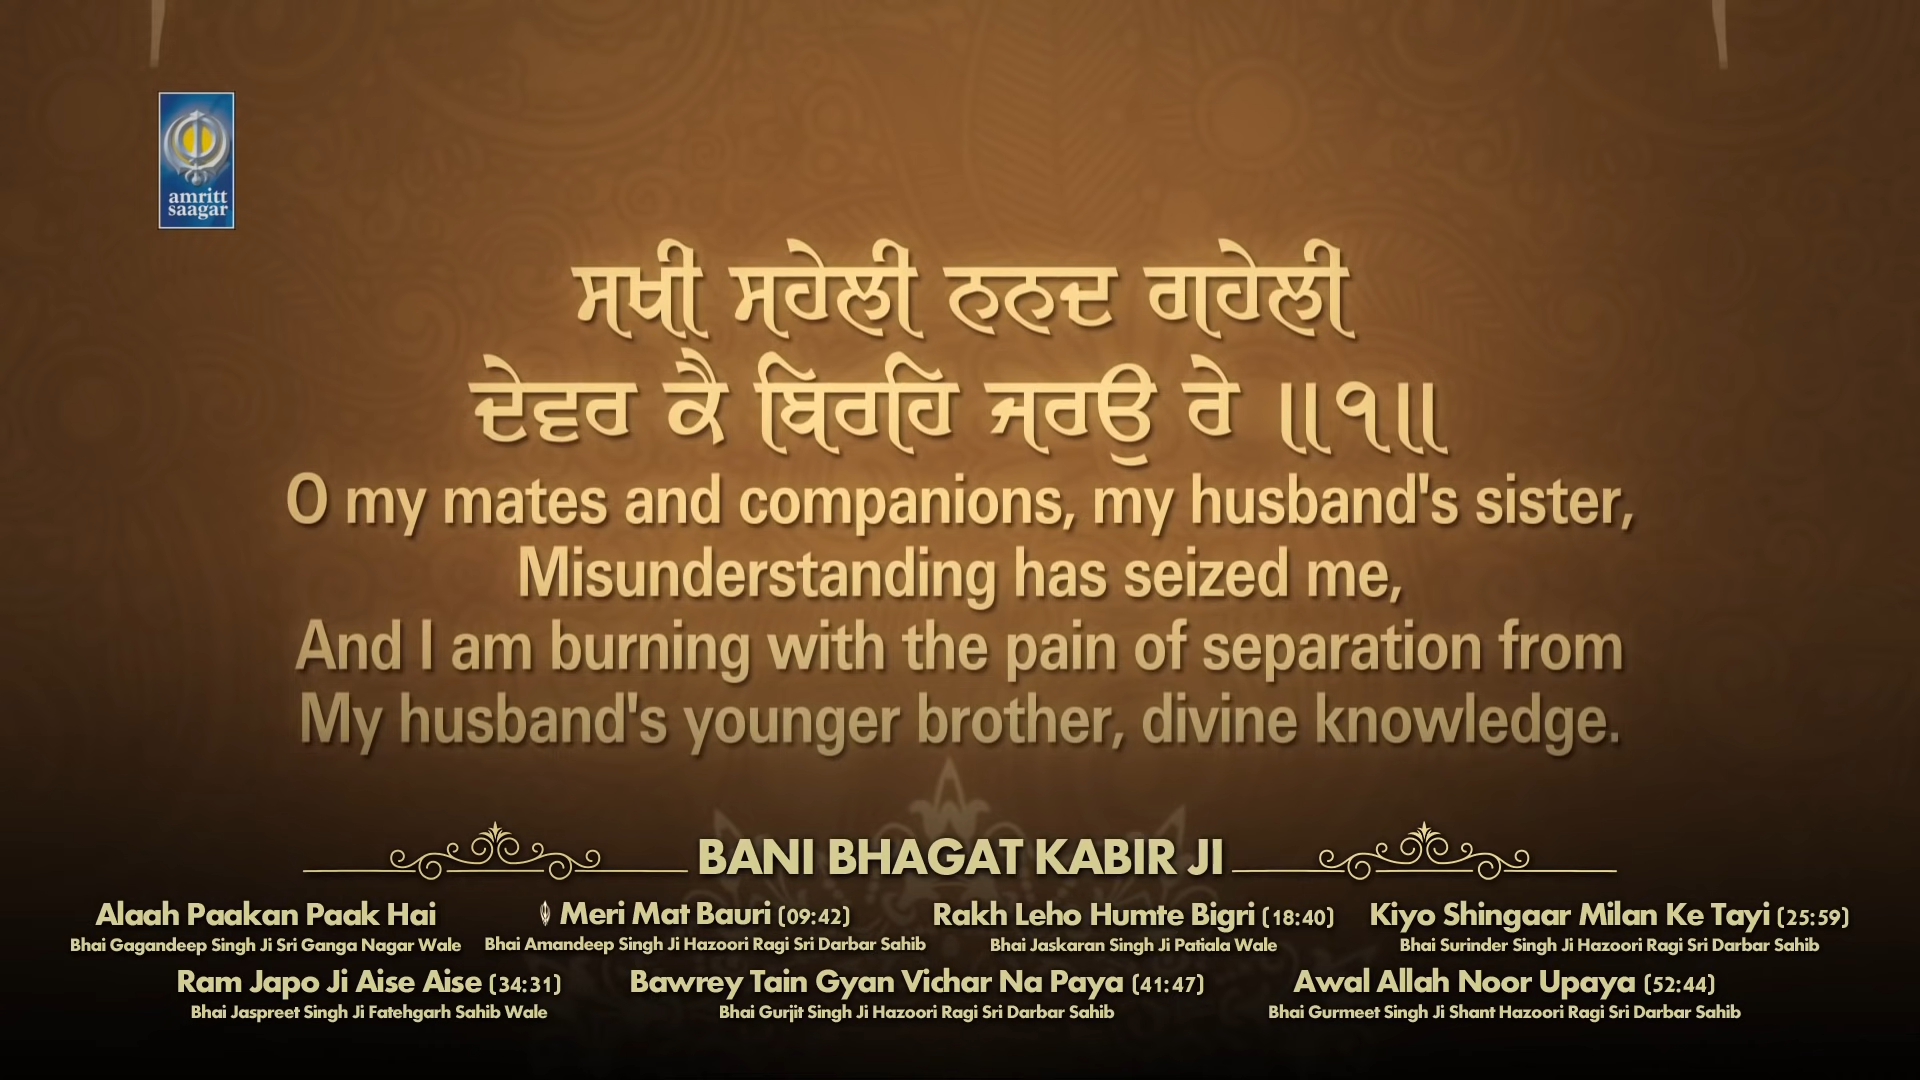 amritt
saagar
ਸਖੀ ਸਹੇਲੀ ਨਨਦ ਗਹੇਲੀ
ਦੇਵਰ ਕੈ ਬਿਰਹਿ ਜਰਉ ਰੇ ॥੧॥
O my mates and companions, my husband's sister,
Misunderstanding has seized me,
And I am burning with the pain of separation from
My husband's younger brother, divine knowledge.
BANI BHAGAT KABIR JI
Alaah Paakan Paak Hai Meri Mat Bauri (09:42) Rakh Leho Humte Bigri (18:40) Kiyo Shingaar Milan Ke Tayi (25:59)
Bhai Gagandeep Singh Ji Sri Ganga Nagar Wale Bhai Amandeep Singh Ji Hazoori Ragi Sri Darbar Sahib Bhai Jaskaran Singh Ji Patiala Wale Bhai Surinder Singh Ji Hazoori Ragi Sri Darbar Sahib
Ram Japo Ji Aise Aise (34:31) Bawrey Tain Gyan Vichar Na Paya (41:47) Awal Allah Noor Upaya (52:44)
Bhai Jaspreet Singh Ji Fatehgarh Sahib Wale Bhai Gurjit Singh Ji Hazoori Ragi Sri Darbar Sahib Bhai Gurmeet Singh Ji Shant Hazoori Ragi Sri Darbar Sahib